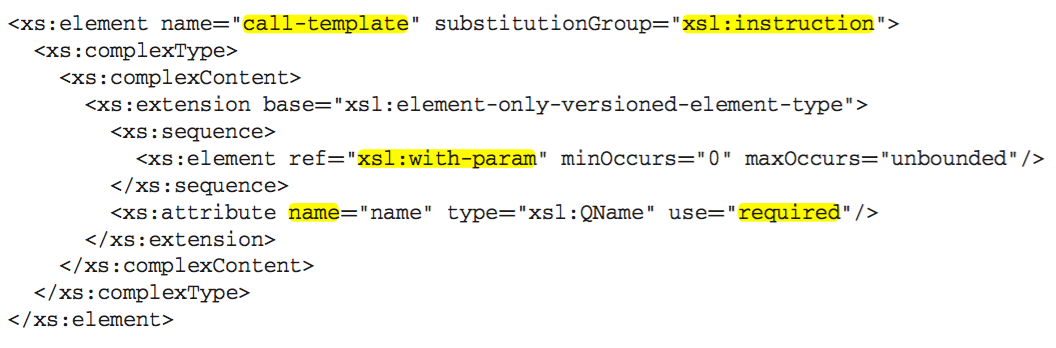 <xs:element name="call-template" substitutionGroup="xsl:instruction">
  <xs:complexType>
    <xs:complexContent>
      <xs:extension base="xsl:element-only-versioned-element-type">
        <xs:sequence>
          <xs:element ref="xsl:with-param" minOccurs="0" maxOccurs="unbounded"/>
        </xs:sequence>
        <xs:attribute name="name" type="xsl:QName" use="required"/>
      </xs:extension>
    </xs:complexContent>
  </xs:complexType>
</xs:element>